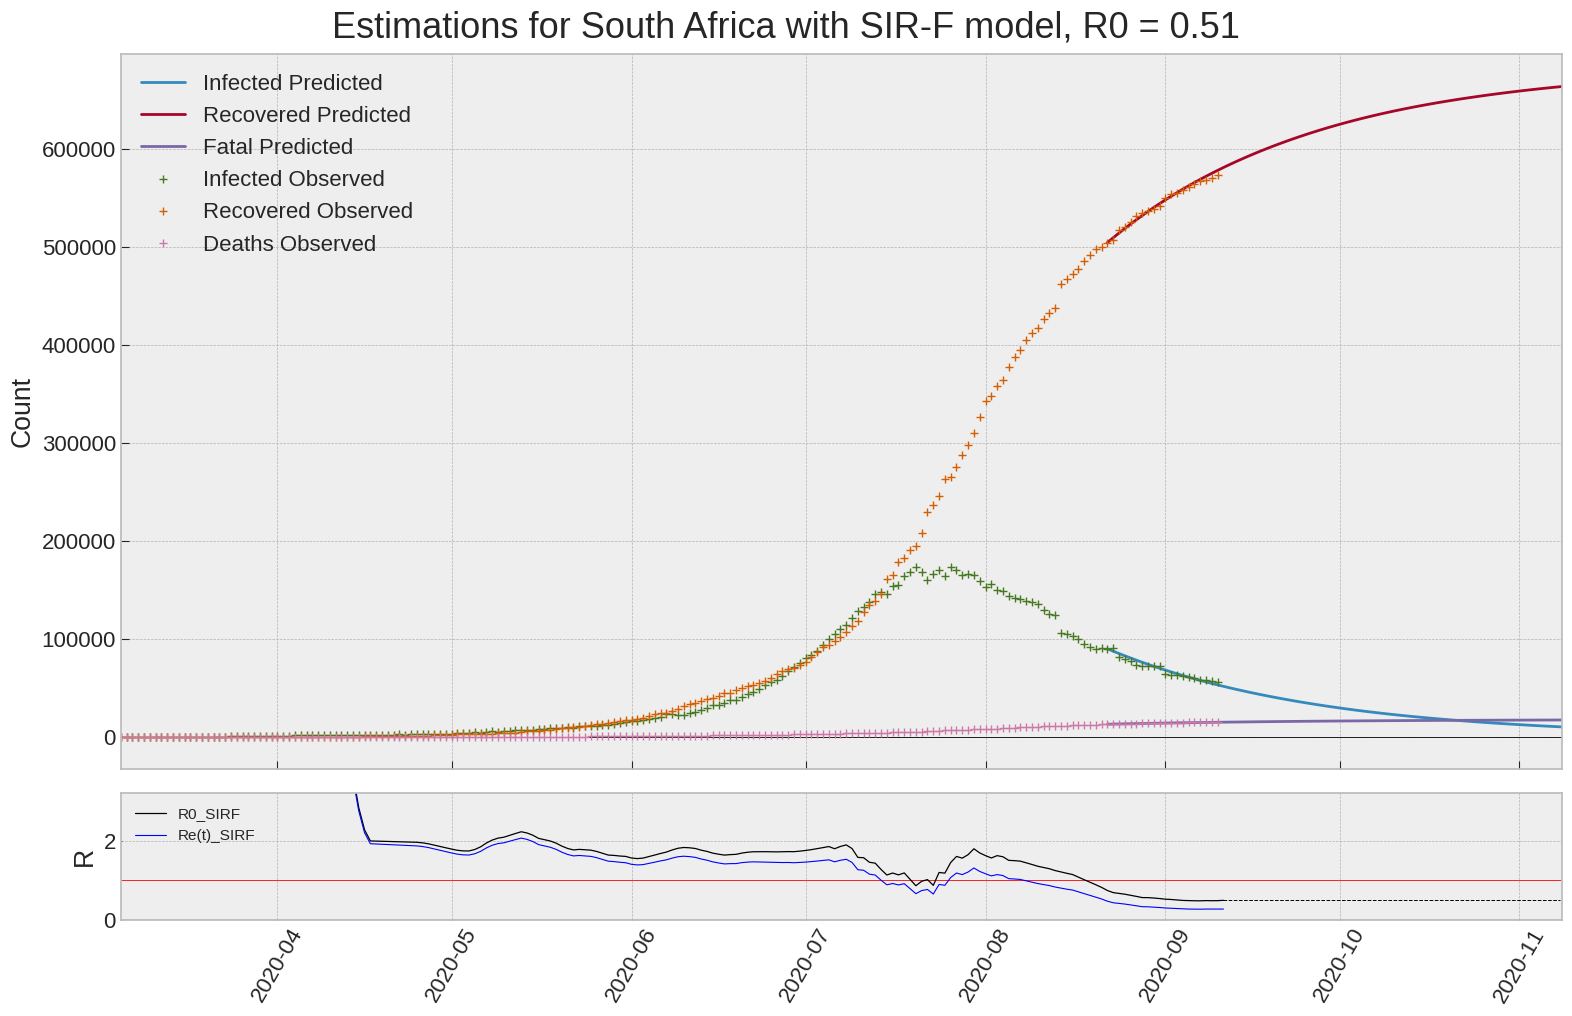 Estimations for South Africa with SIR-F model, R0 = 0.51
Infected Predicted
Recovered Predicted
Fatal Predicted
Infected Observed
Recovered Observed
Deaths Observed
600000
500000
400000
300000
200000
100000
0
Count
R0_SIRF
Re(t)_SIRF
2
0
R
2020-04
2020-05
2020-06
2020-07
2020-08
2020-09
2020-10
2020-11